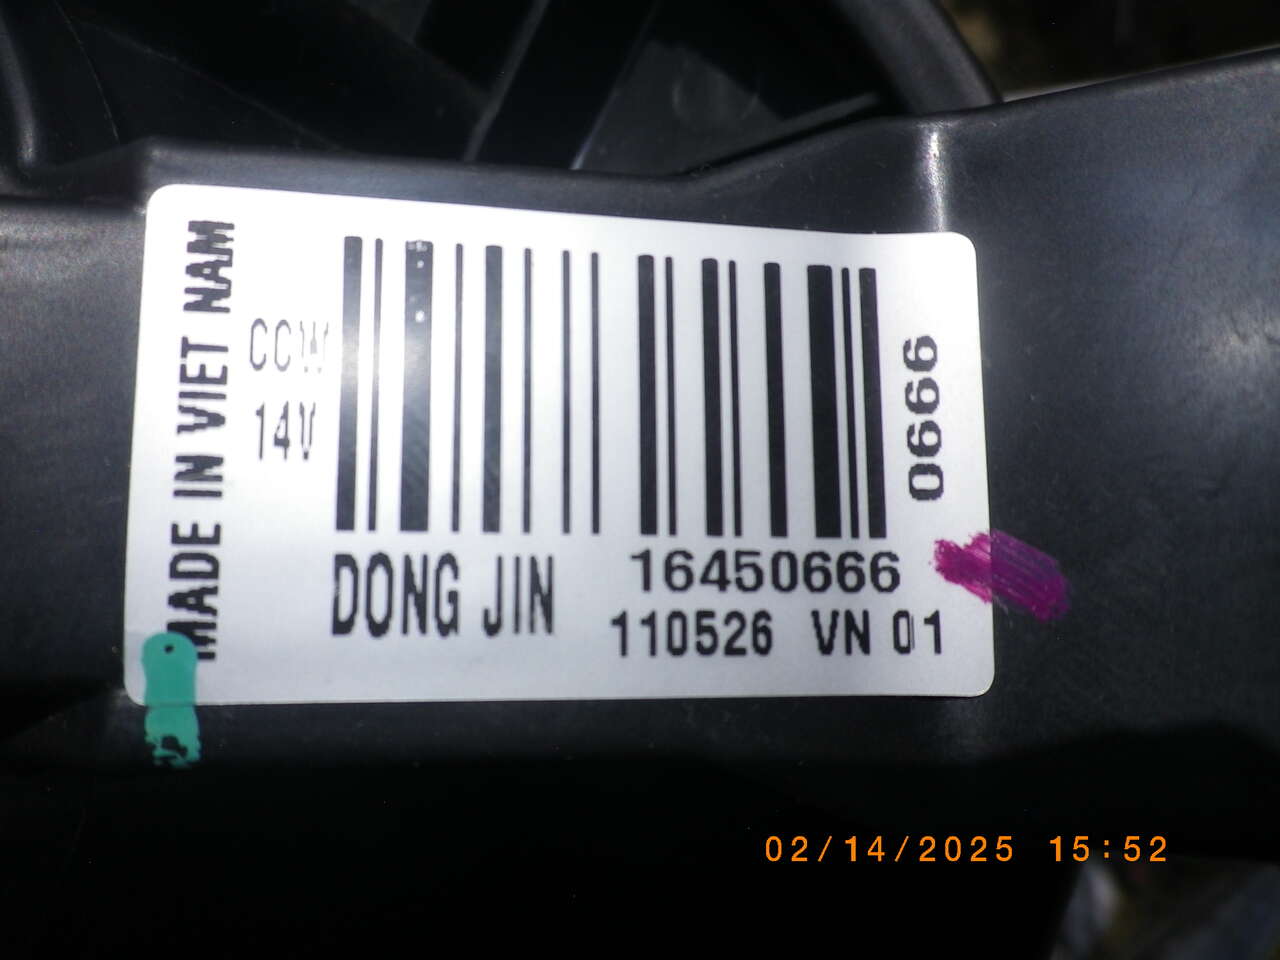 MADE IN VIET NAM
CCW
14V
0666
DONG JIN 16450666
110526 VN 01
02/14/2025 15:52